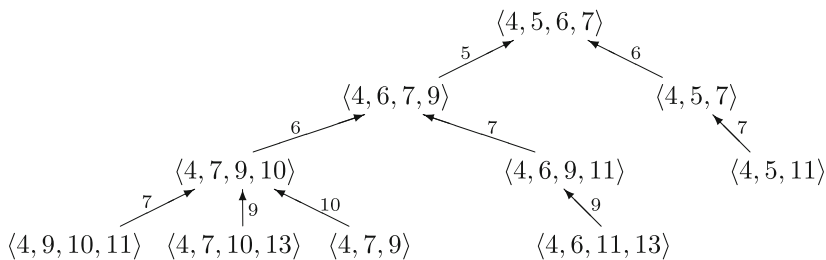 ⟨4, 5, 6, 7⟩
5 6
⟨4, 6, 7, 9⟩ ⟨4, 5, 7⟩
6 7 7
⟨4, 7, 9, 10⟩ ⟨4, 6, 9, 11⟩ ⟨4, 5, 11⟩
7 9 10 9
⟨4, 9, 10, 11⟩ ⟨4, 7, 10, 13⟩ ⟨4, 7, 9⟩ ⟨4, 6, 11, 13⟩